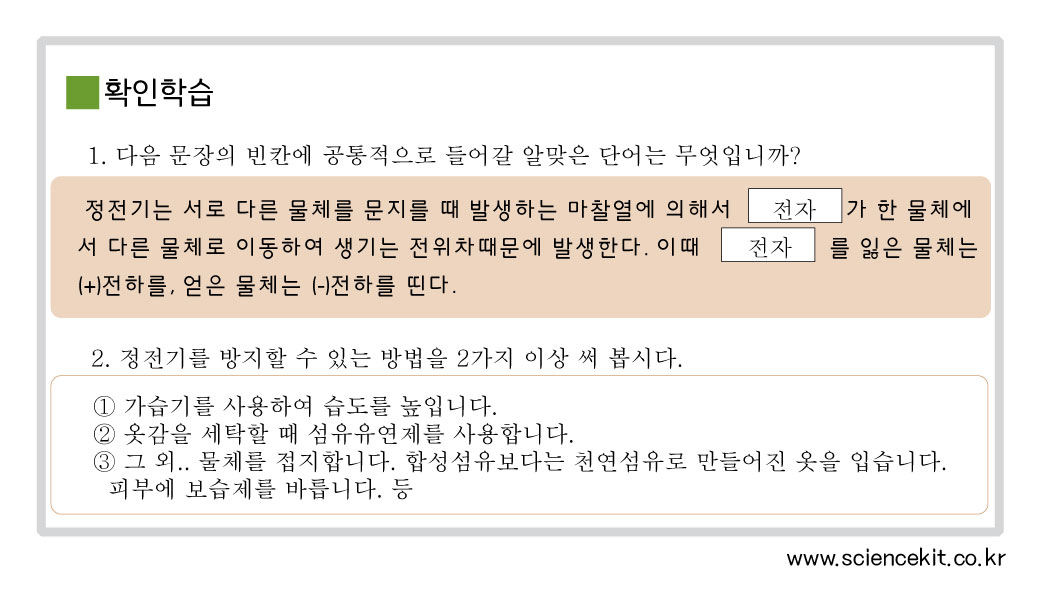 확인학습
1. 다음 문장의 빈칸에 공통적으로 들어갈 알맞은 단어는 무엇입니까?
정전기는 서로 다른 물체를 문지를 때 발생하는 마찰열에 의해서 전자 가 한 물체에
서 다른 물체로 이동하여 생기는 전위차때문에 발생한다. 이때 전자 를 잃은 물체는
(+)전하를, 얻은 물체는 (-)전하를 띤다.
2. 정전기를 방지할 수 있는 방법을 2가지 이상 써 봅시다.
① 가습기를 사용하여 습도를 높입니다.
② 옷감을 세탁할 때 섬유유연제를 사용합니다.
③ 그 외.. 물체를 접지합니다. 합성섬유보다는 천연섬유로 만들어진 옷을 입습니다.
피부에 보습제를 바릅니다. 등
www.sciencekit.co.kr